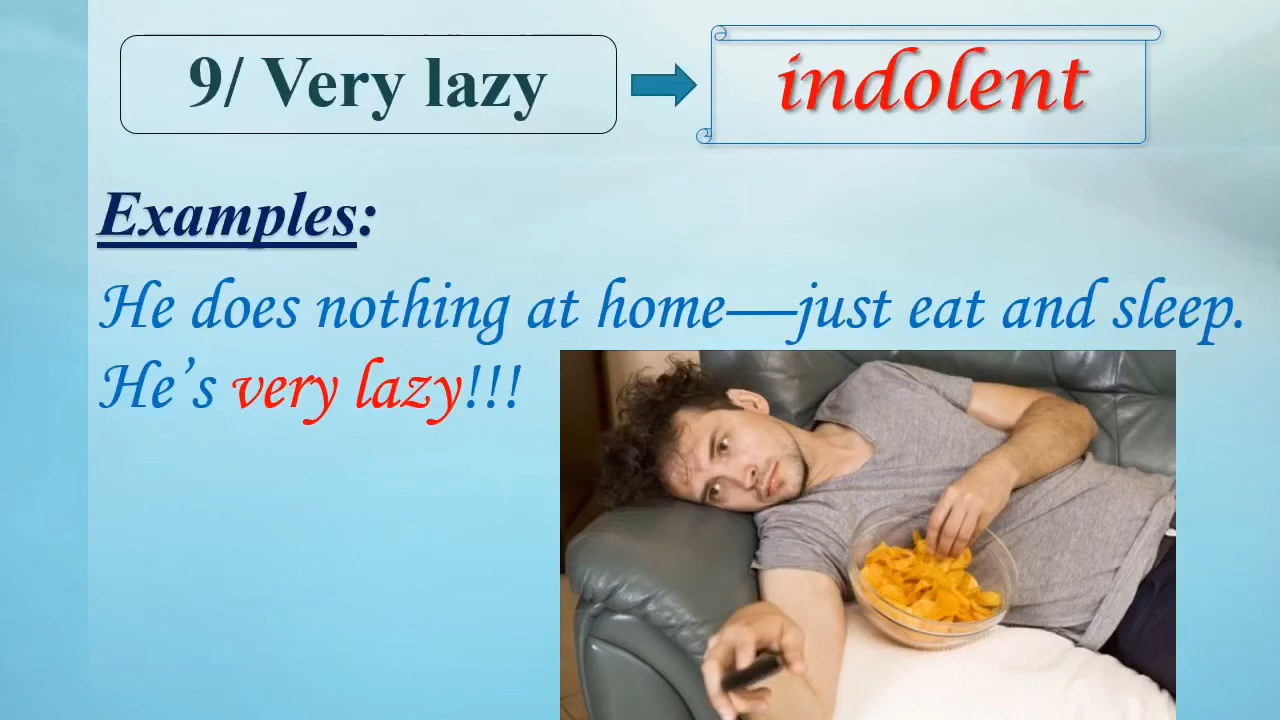 9/ Very lazy
indolent
Examples:
He does nothing at home—just eat and sleep.
He’s very lazy!!!